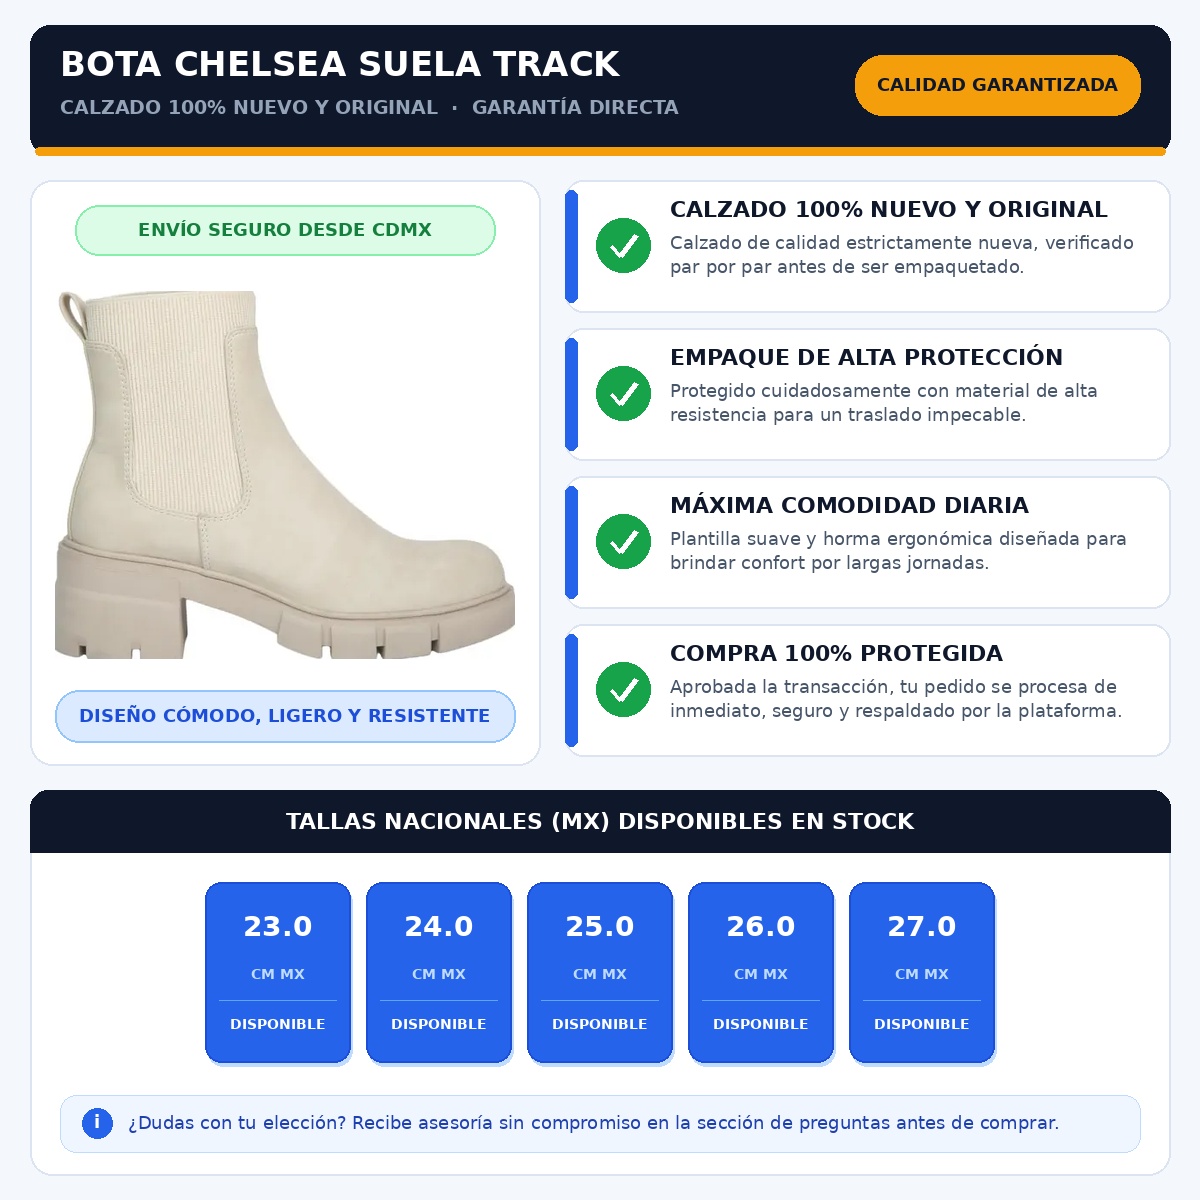 BOTA CHELSEA SUELA TRACK
CALZADO 100% NUEVO Y ORIGINAL · GARANTÍA DIRECTA
CALIDAD GARANTIZADA
ENVÍO SEGURO DESDE CDMX
DISEÑO CÓMODO, LIGERO Y RESISTENTE
CALZADO 100% NUEVO Y ORIGINAL
Calzado de calidad estrictamente nueva, verificado
par por par antes de ser empaquetado.
EMPAQUE DE ALTA PROTECCIÓN
Protegido cuidadosamente con material de alta
resistencia para un traslado impecable.
MÁXIMA COMODIDAD DIARIA
Plantilla suave y horma ergonómica diseñada para
brindar confort por largas jornadas.
COMPRA 100% PROTEGIDA
Aprobada la transacción, tu pedido se procesa de
inmediato, seguro y respaldado por la plataforma.
TALLAS NACIONALES (MX) DISPONIBLES EN STOCK
23.0
CM MX
DISPONIBLE
24.0
CM MX
DISPONIBLE
25.0
CM MX
DISPONIBLE
26.0
CM MX
DISPONIBLE
27.0
CM MX
DISPONIBLE
i ¿Dudas con tu elección? Recibe asesoría sin compromiso en la sección de preguntas antes de comprar.